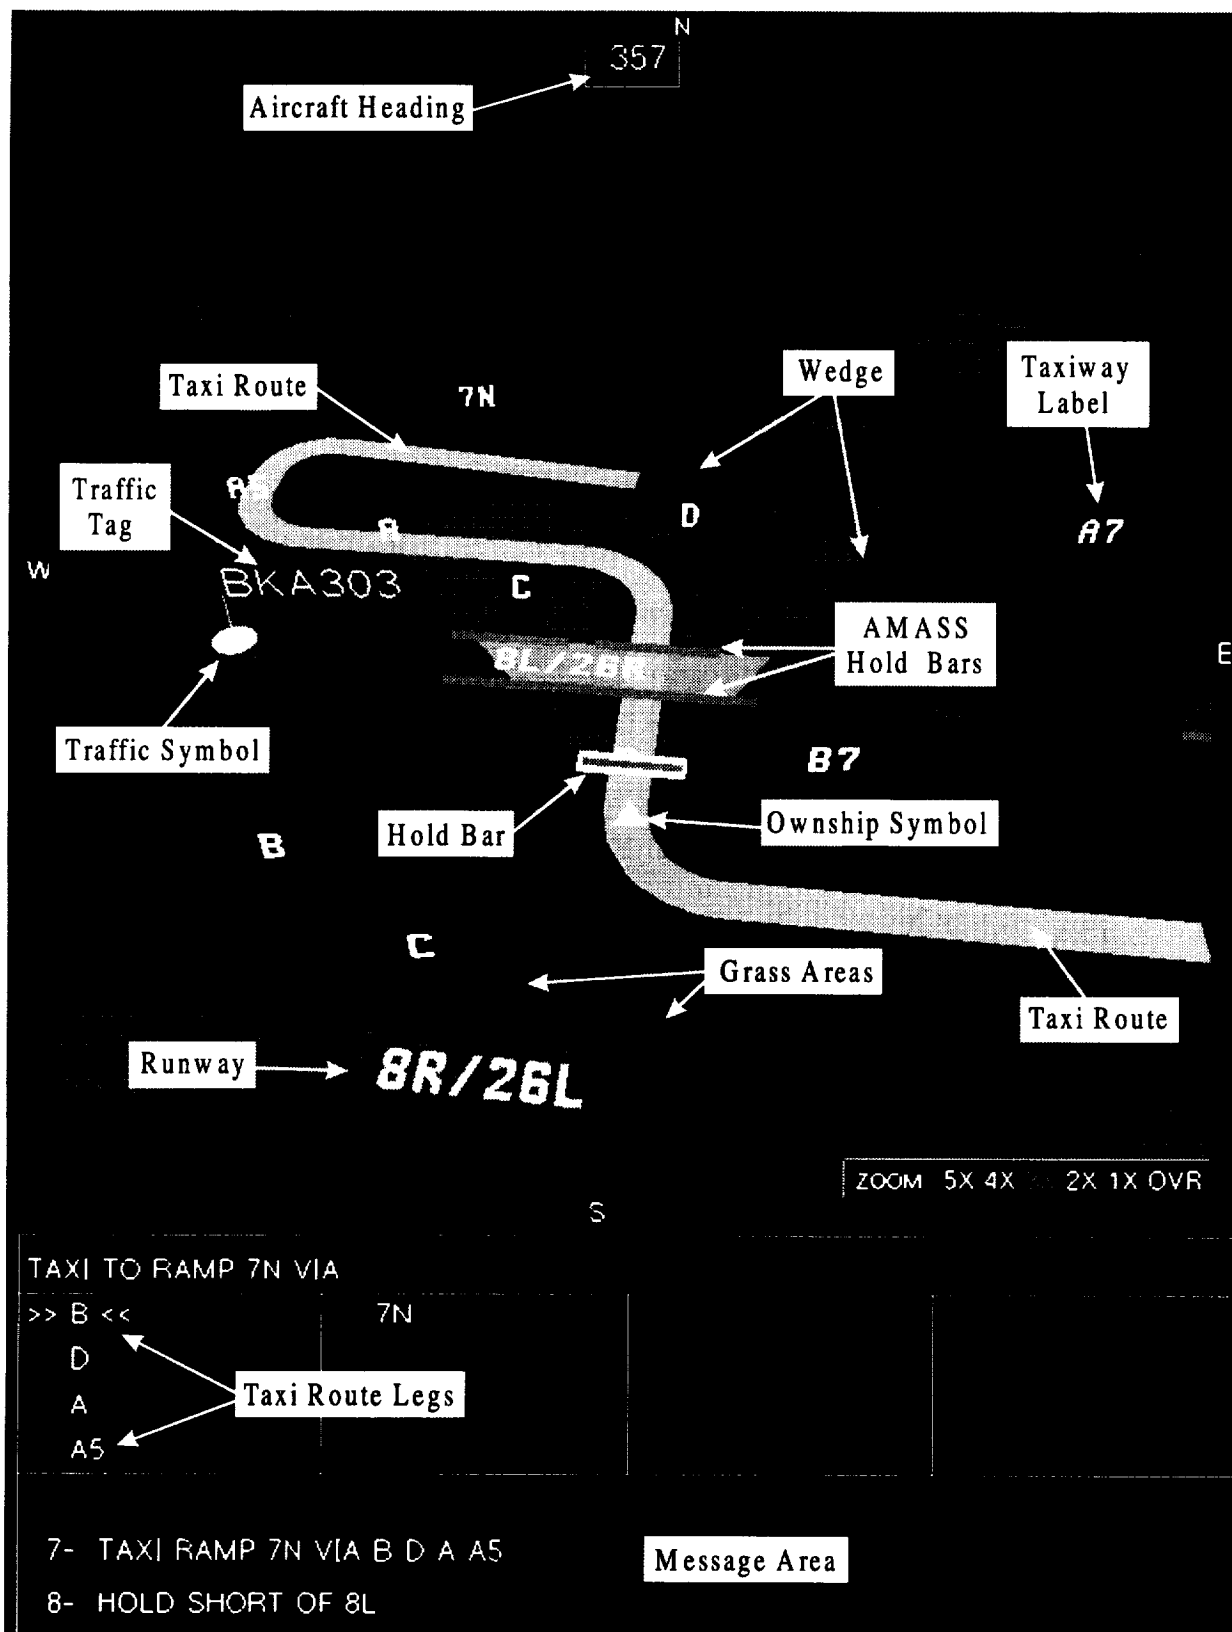 N
357
Aircraft Heading
Taxi Route
7N
Wedge
Taxiway
Label
Traffic
Tag
A
D
A7
W
BKA303
C
AMASS
Hold Bars
8L/26R
E
Traffic Symbol
B7
Hold Bar
Ownship Symbol
B
C
Grass Areas
Taxi Route
Runway
8R/26L
ZOOM 5X 4X 2X 1X OVR
S
TAXI TO RAMP 7N VIA
>> B << 7N
D
A
A5
Taxi Route Legs
7- TAXI RAMP 7N VIA B D A A5
Message Area
8- HOLD SHORT OF 8L